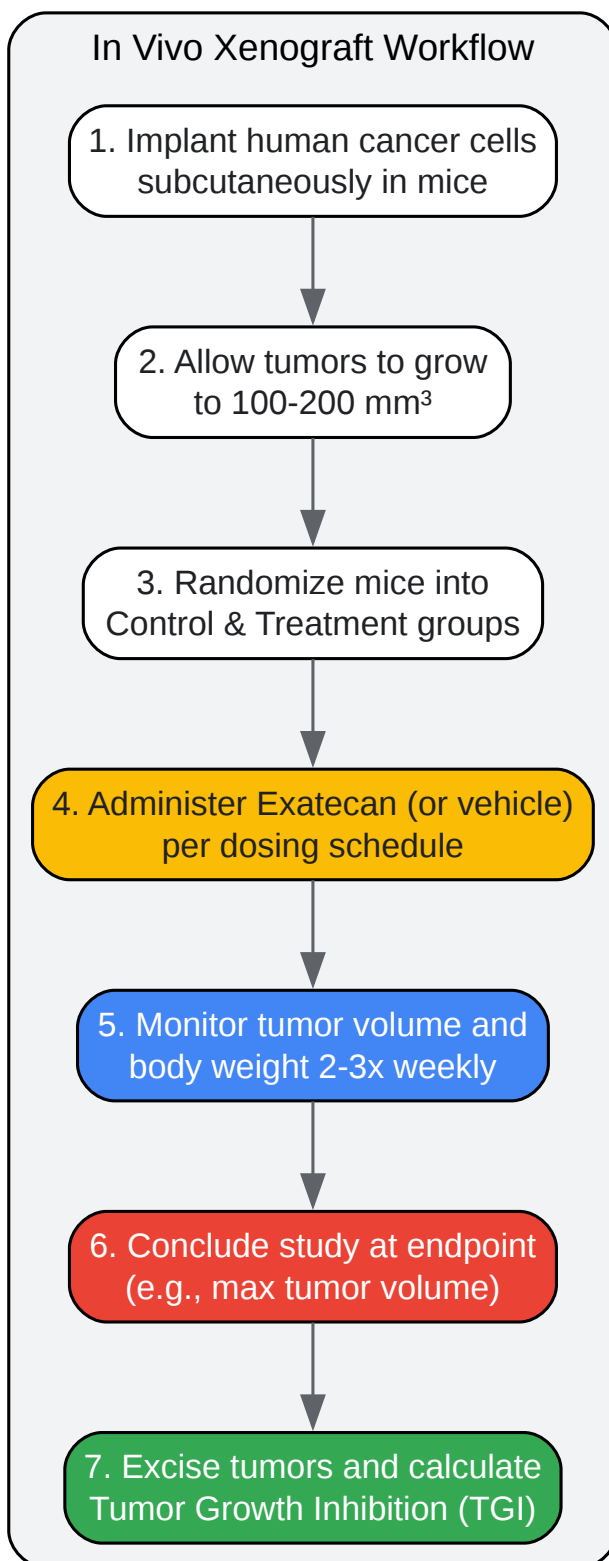 In Vivo Xenograft Workflow
1. Implant human cancer cells
subcutaneously in mice
2. Allow tumors to grow
to 100-200 mm³
3. Randomize mice into
Control & Treatment groups
4. Administer Exatecan (or vehicle)
per dosing schedule
5. Monitor tumor volume and
body weight 2-3x weekly
6. Conclude study at endpoint
(e.g., max tumor volume)
7. Excise tumors and calculate
Tumor Growth Inhibition (TGI)